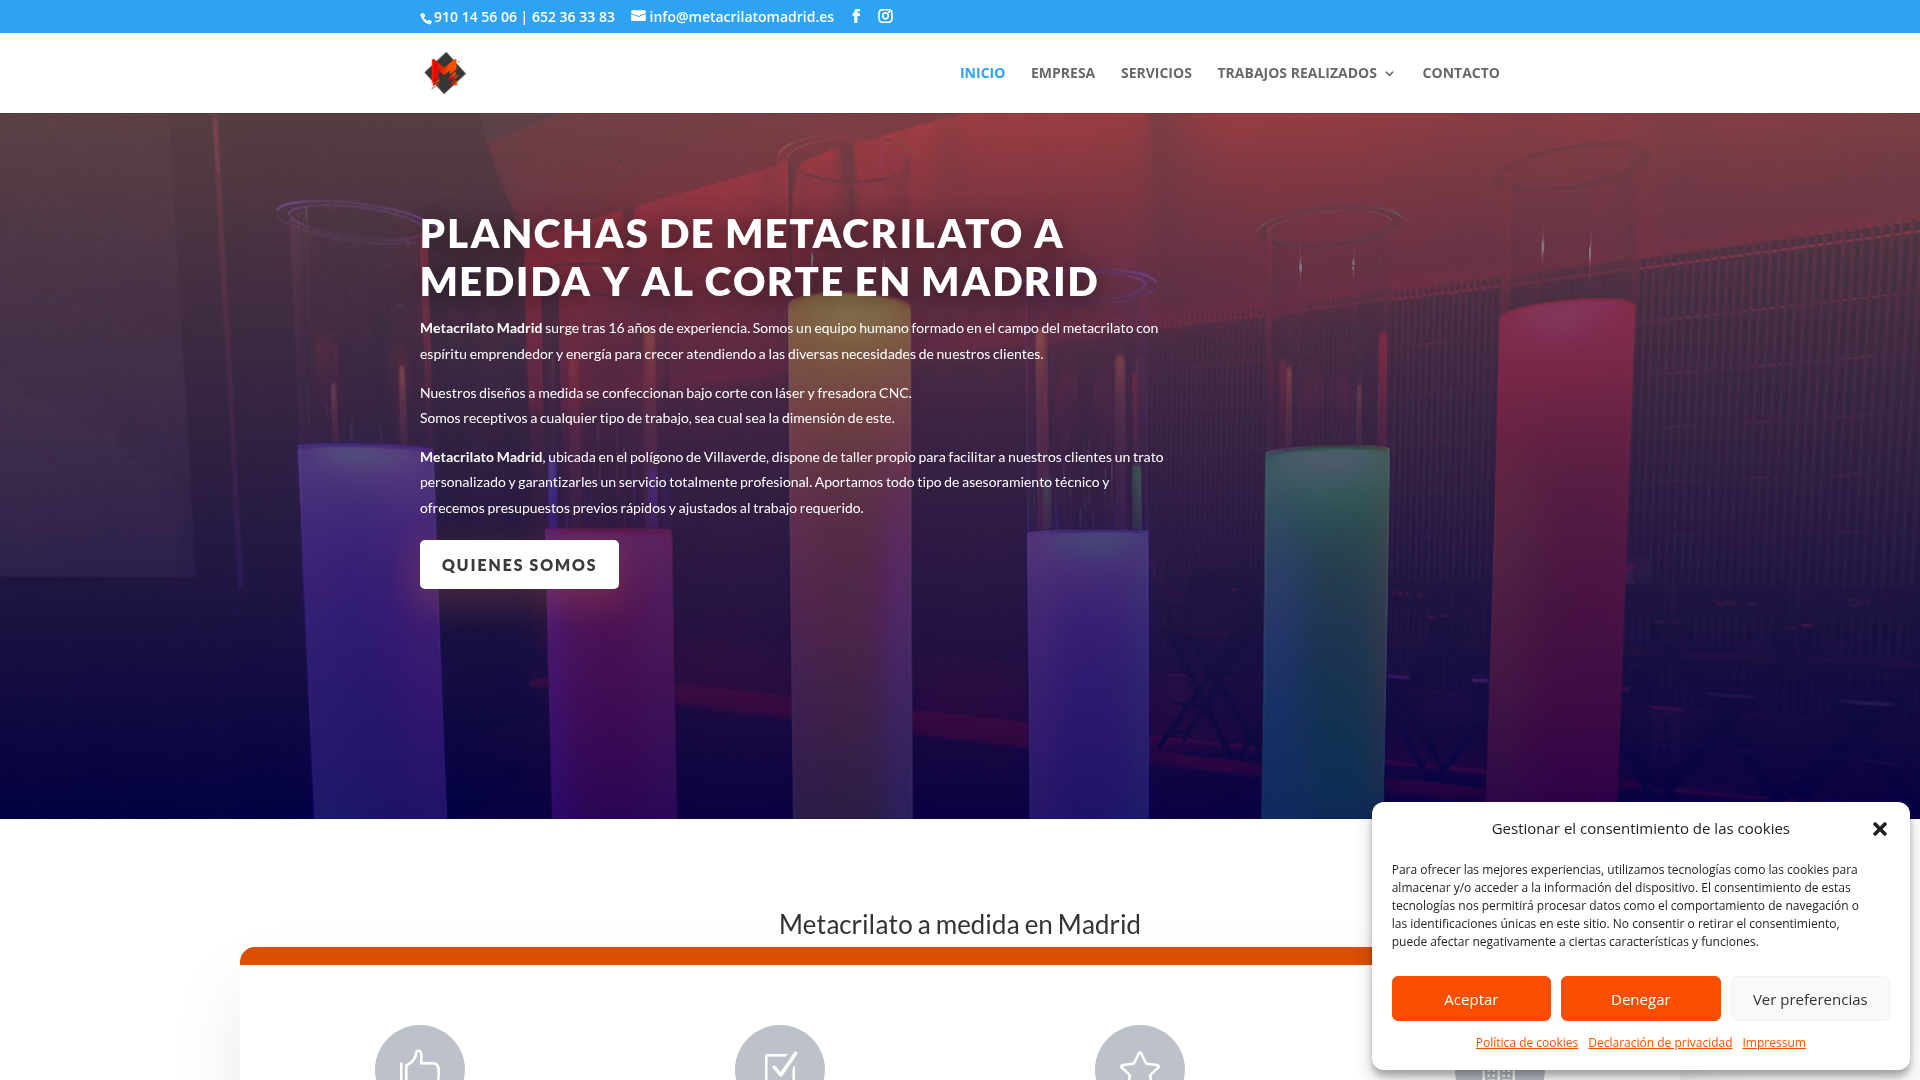 910 14 56 06 | 652 36 33 83
info@metacrilatomadrid.es
INICIO
EMPRESA
SERVICIOS
TRABAJOS REALIZADOS
CONTACTO
PLANCHAS DE METACRILATO A
MEDIDA Y AL CORTE EN MADRID
Metacrilato Madrid surge tras 16 años de experiencia. Somos un equipo humano formado en el campo del metacrilato con
espíritu emprendedor y energía para crecer atendiendo a las diversas necesidades de nuestros clientes.
Nuestros diseños a medida se confeccionan bajo corte con láser y fresadora CNC.
Somos receptivos a cualquier tipo de trabajo, sea cual sea la dimensión de este.
Metacrilato Madrid, ubicada en el polígono de Villaverde, dispone de taller propio para facilitar a nuestros clientes un trato
personalizado y garantizarles un servicio totalmente profesional. Aportamos todo tipo de asesoramiento técnico y
ofrecemos presupuestos previos rápidos y ajustados al trabajo requerido.
QUIENES SOMOS
Metacrilato a medida en Madrid
Gestionar el consentimiento de las cookies
Para ofrecer las mejores experiencias, utilizamos tecnologías como las cookies para
almacenar y/o acceder a la información del dispositivo. El consentimiento de estas
tecnologías nos permitirá procesar datos como el comportamiento de navegación o
las identificaciones únicas en este sitio. No consentir o retirar el consentimiento,
puede afectar negativamente a ciertas características y funciones.
Aceptar
Denegar
Ver preferencias
Política de cookies
Declaración de privacidad
Impressum